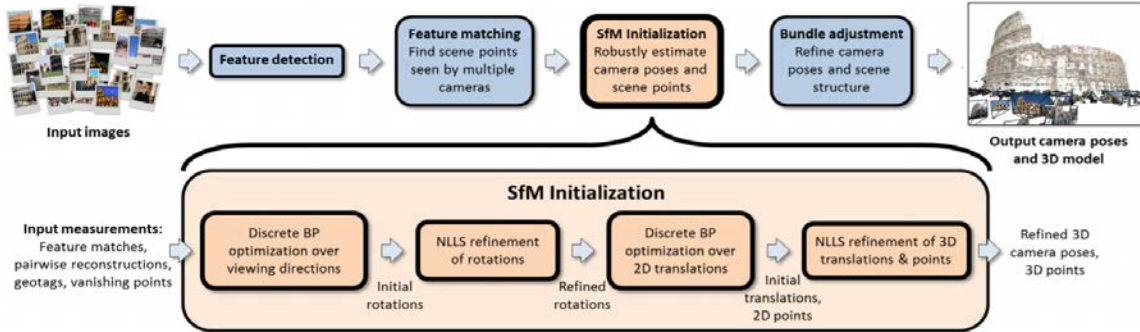 Input images
Feature detection
Feature matching
Find scene points
seen by multiple
cameras
SfM Initialization
Robustly estimate
camera poses and
scene points
Bundle adjustment
Refine camera
poses and scene
structure
Output camera poses
and 3D model
SfM Initialization
Input measurements:
Feature matches,
pairwise reconstructions,
geotags, vanishing points
Discrete BP
optimization over
viewing directions
Initial
rotations
NLLS refinement
of rotations
Refined
rotations
Discrete BP
optimization over
2D translations
Initial
translations,
2D points
NLLS refinement of 3D
translations & points
Refined 3D
camera poses,
3D points